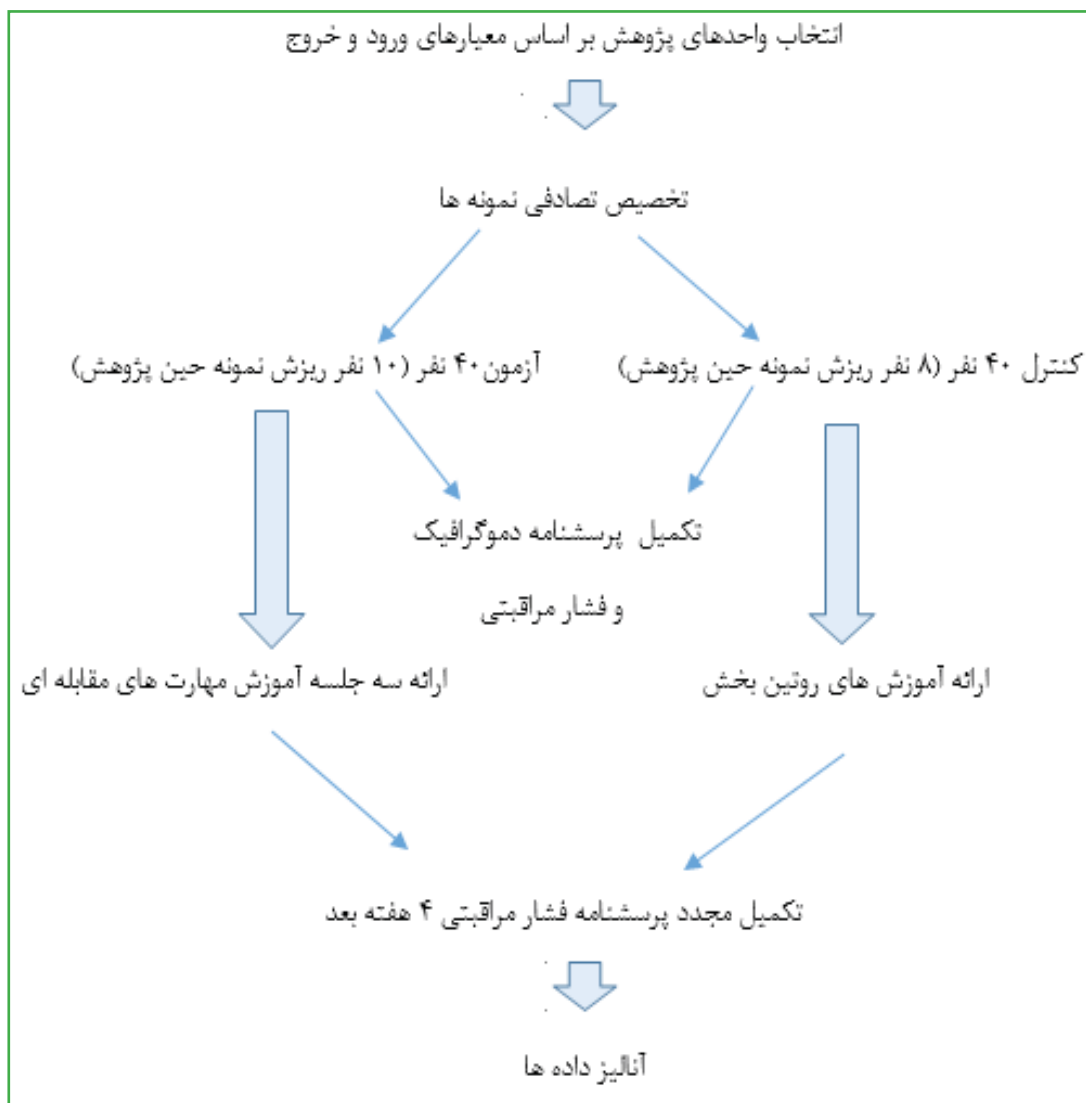 انتخاب واحدهای پژوهش بر اساس معیارهای ورود و خروج
تخصیص تصادفی نمونه ها
کنترل ۴۰ نفر (۸ نفر ریزش نمونه حین پژوهش)
آزمون۴۰ نفر (۱۰ نفر ریزش نمونه حین پژوهش)
تکمیل پرسشنامه دموگرافیک
و فشار مراقبتی
ارائه آموزش های روتین بخش
ارائه سه جلسه آموزش مهارت های مقابله ای
تکمیل مجدد پرسشنامه فشار مراقبتی ۴ هفته بعد
آنالیز داده ها